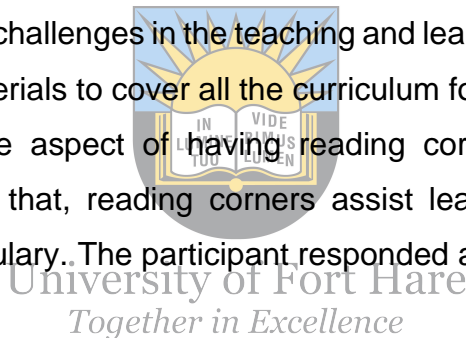 challenges in the teaching and lea
erials to cover all the curriculum fo
e aspect of having reading cor
that, reading corners assist lea
ulary. The participant responded a
IN LUMINE TUO
VIDEBIMUS LUMEN
University of Fort Hare
Together in Excellence